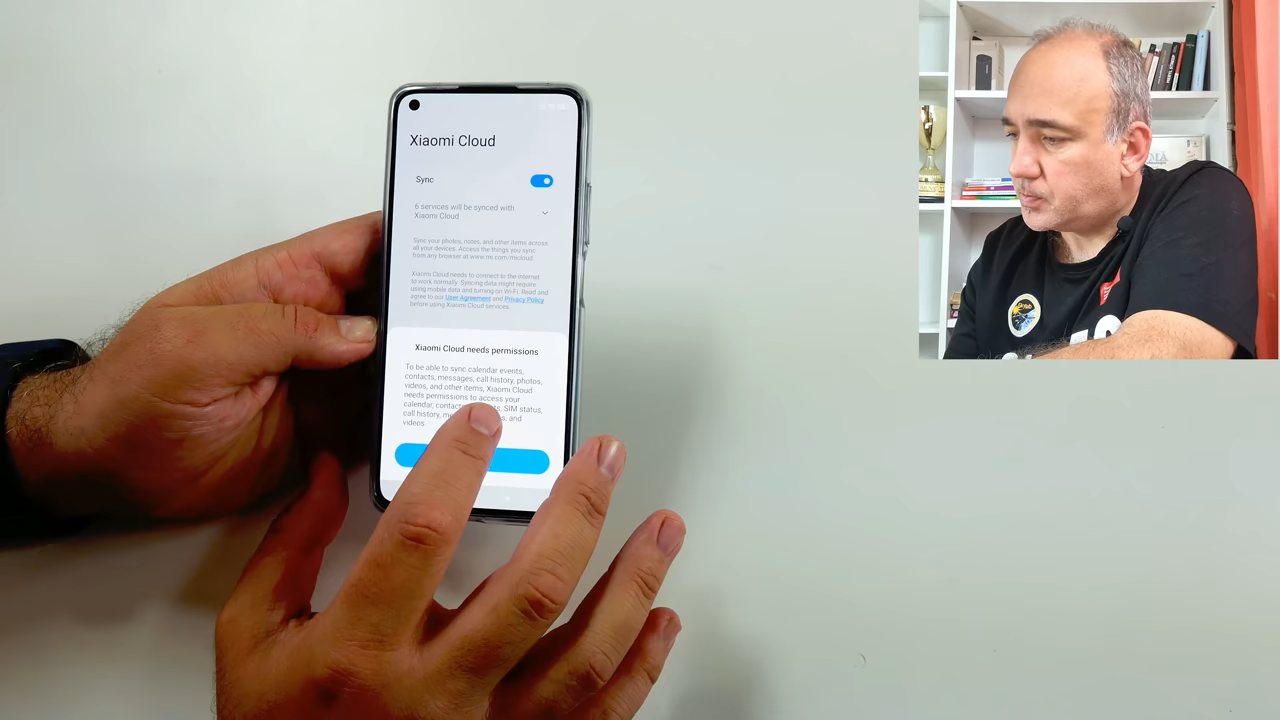 Xiaomi Cloud
Sync
6 services will be synced with
Xiaomi Cloud
Sync your photos, notes, and other items across
all your devices. Access the things you sync
from any browser at www.mi.com/micloud.
Xiaomi Cloud needs to connect to the internet
to work normally. Syncing data might require
using mobile data and turning on Wi-Fi. Read and
agree to our User Agreement and Privacy Policy
before using Xiaomi Cloud services.
Xiaomi Cloud needs permissions
To be able to sync calendar events,
contacts, messages, call history, photos,
videos, and other items, Xiaomi Cloud
needs permissions to access your
calendar, SIM status,
call history, and
videos.